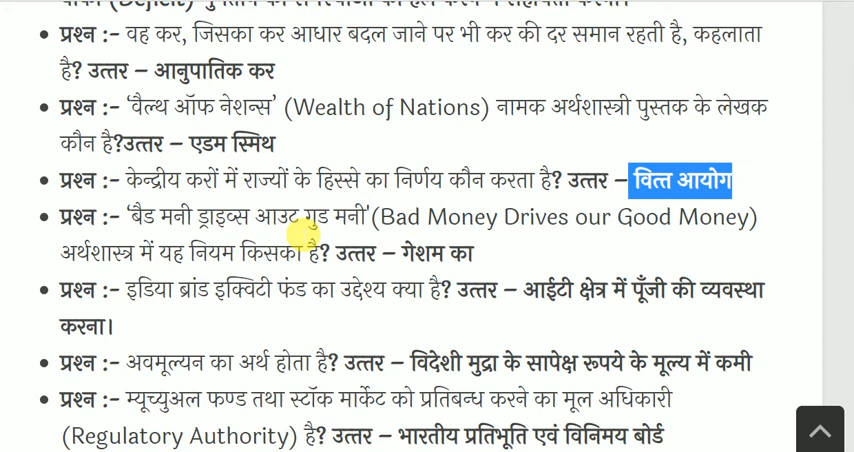 (Deficit)
प्रश्न :- वह कर, जिसका कर आधार बदल जाने पर भी कर की दर समान रहती है, कहलाता
है? उत्तर – आनुपातिक कर
प्रश्न :- ‘वैल्थ ऑफ नेशन्स’ (Wealth of Nations) नामक अर्थशास्त्री पुस्तक के लेखक
कौन है?उत्तर – एडम स्मिथ
प्रश्न :- केन्द्रीय करों में राज्यों के हिस्से का निर्णय कौन करता है? उत्तर – वित्त आयोग
प्रश्न :- ‘बैड मनी ड्राइव्स आउट गुड मनी'(Bad Money Drives our Good Money)
अर्थशास्त्र में यह नियम किसका है? उत्तर – गेशम का
प्रश्न :- इडिया ब्रांड इक्विटी फंड का उद्देश्य क्या है? उत्तर – आईटी क्षेत्र में पूँजी की व्यवस्था
करना।
प्रश्न :- अवमूल्यन का अर्थ होता है? उत्तर – विदेशी मुद्रा के सापेक्ष रूपये के मूल्य में कमी
प्रश्न :- म्यूच्युअल फण्ड तथा स्टॉक मार्केट को प्रतिबन्ध करने का मूल अधिकारी
(Regulatory Authority) है? उत्तर – भारतीय प्रतिभूति एवं विनिमय बोर्ड